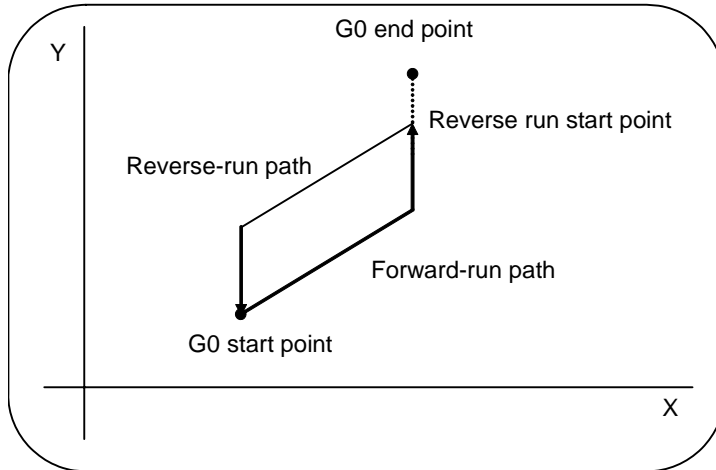 G0 end point
Y
Reverse run start point
Reverse-run path
Forward-run path
G0 start point
X